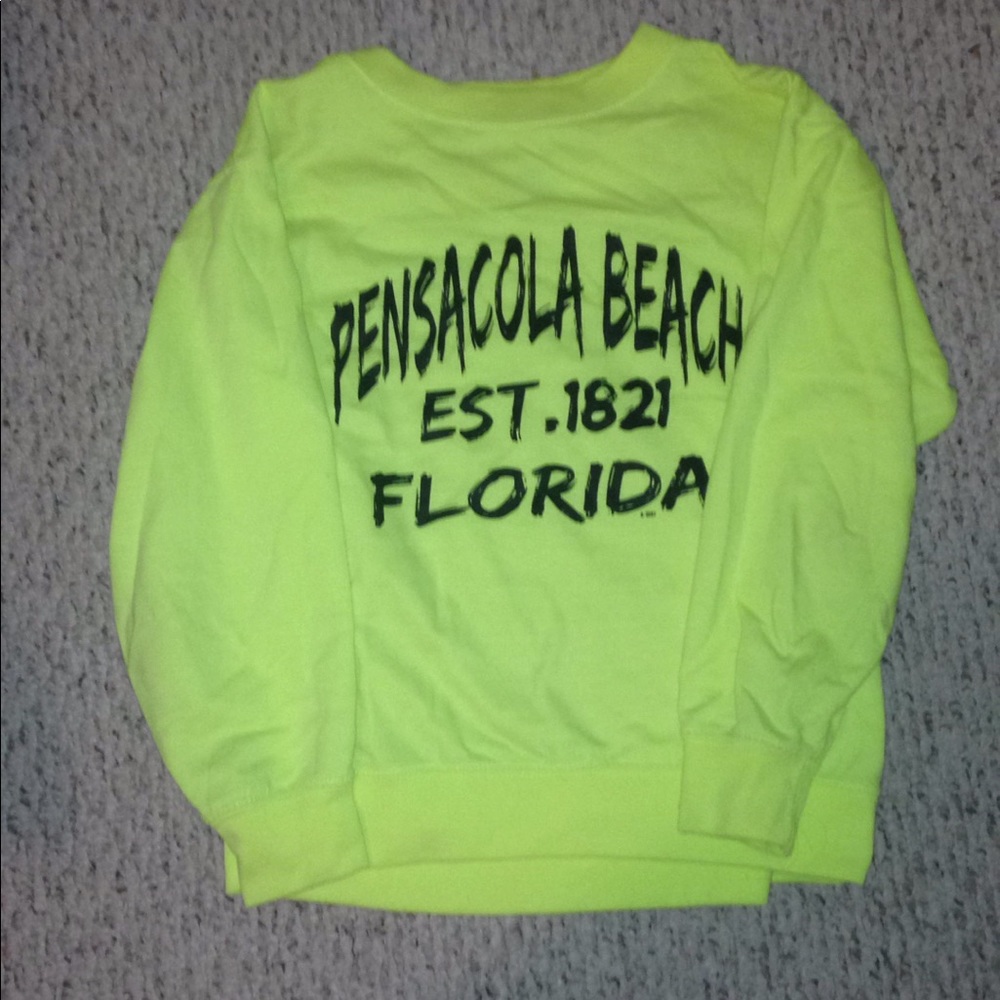 PENSACOLA BEACH
EST.1821
FLORIDA